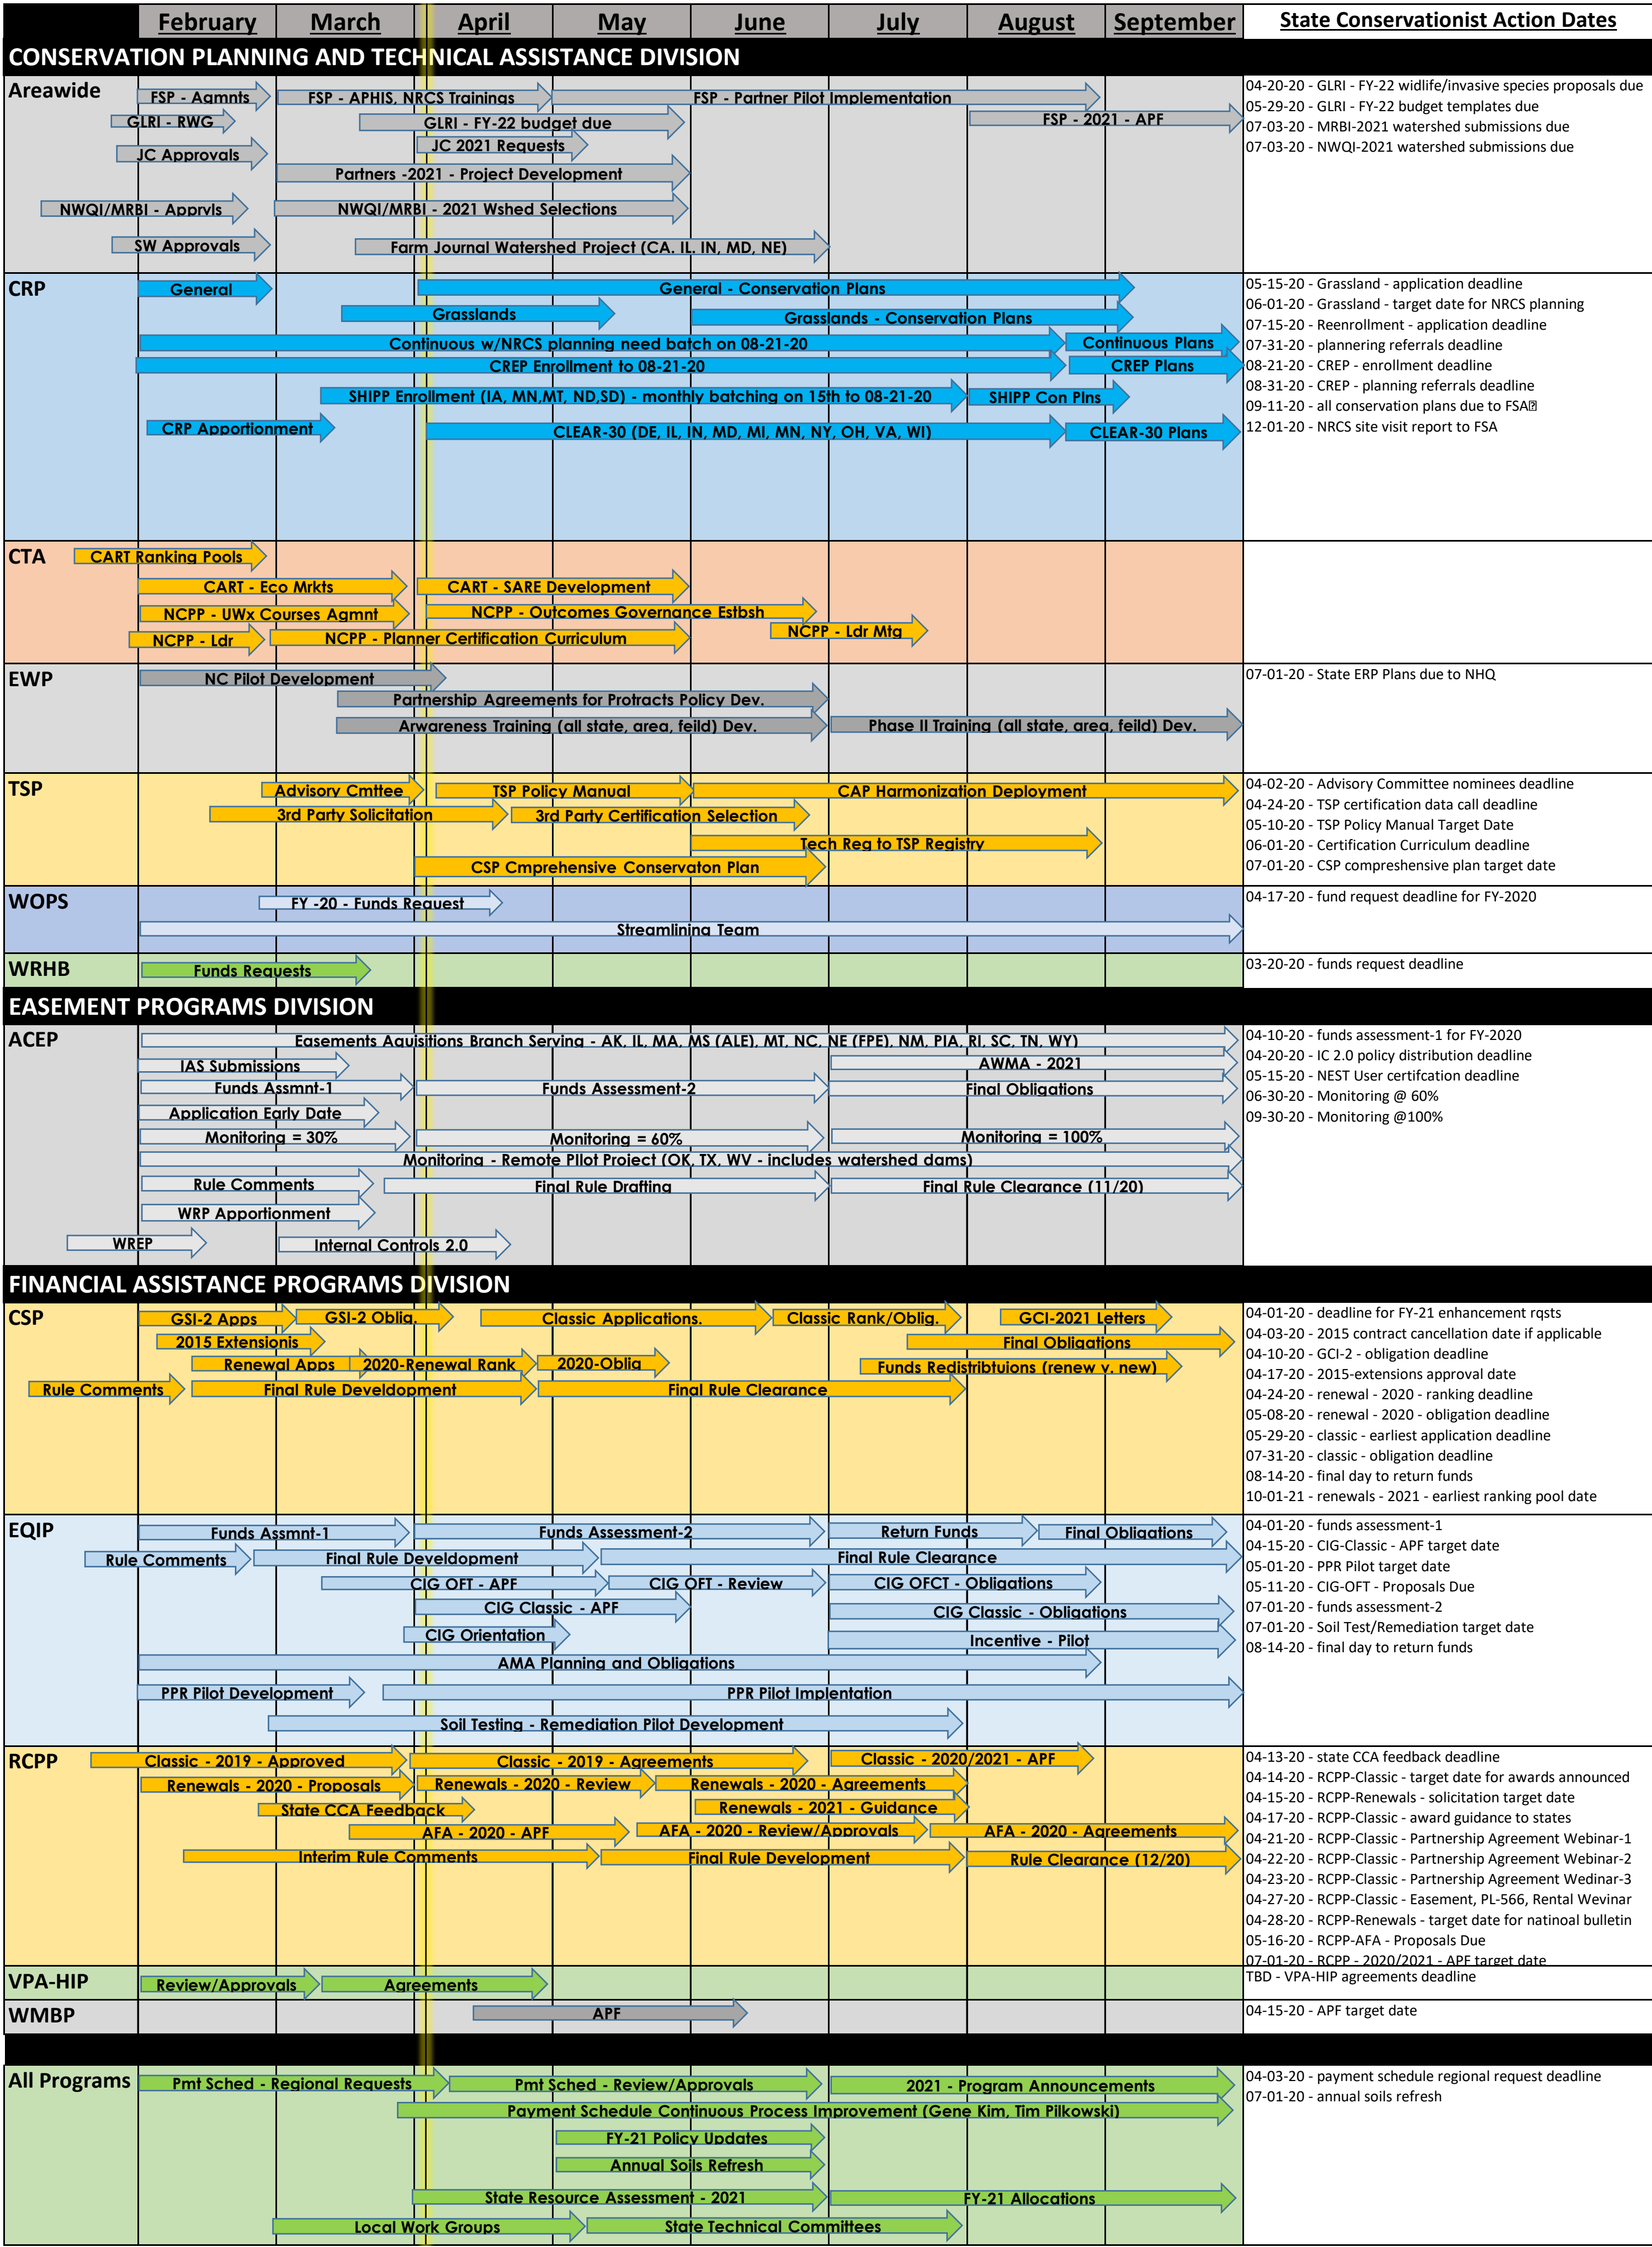 February March April May June July August September State Conservationist Action Dates
CONSERVATION PLANNING AND TECHNICAL ASSISTANCE DIVISION
Areawide
FSP - Agmnts
FSP - APHIS, NRCS Trainings
FSP - Partner Pilot Implementation
GLRI - RWG
GLRI - FY-22 budget due
FSP - 2021 - APF
JC Approvals
JC 2021 Requests
Partners -2021 - Project Development
NWQI/MRBI - Apprvls
NWQI/MRBI - 2021 Wshed Selections
SW Approvals
Farm Journal Watershed Project (CA. IL. IN, MD, NE)
04-20-20 - GLRI - FY-22 widlife/invasive species proposals due
05-29-20 - GLRI - FY-22 budget templates due
07-03-20 - MRBI-2021 watershed submissions due
07-03-20 - NWQI-2021 watershed submissions due
CRP
General
General - Conservation Plans
Grasslands
Grasslands - Conservation Plans
Continuous w/NRCS planning need batch on 08-21-20
Continuous Plans
CREP Enrollment to 08-21-20
CREP Plans
SHIPP Enrollment (IA, MN,MT, ND,SD) - monthly batching on 15th to 08-21-20
SHIPP Con Plns
CRP Apportionment
CLEAR-30 (DE, IL, IN, MD, MI, MN, NY, OH, VA, WI)
CLEAR-30 Plans
05-15-20 - Grassland - application deadline
06-01-20 - Grassland - target date for NRCS planning
07-15-20 - Reenrollment - application deadline
07-31-20 - plannering referrals deadline
08-21-20 - CREP - enrollment deadline
08-31-20 - CREP - planning referrals deadline
09-11-20 - all conservation plans due to FSA
12-01-20 - NRCS site visit report to FSA
CTA
CART Ranking Pools
CART - Eco Mrkts
CART - SARE Development
NCPP - UWx Courses Agmnt
NCPP - Outcomes Governance Estbsh
NCPP - Ldr
NCPP - Planner Certification Curriculum
NCPP - Ldr Mtg
EWP
NC Pilot Development
Partnership Agreements for Protracts Policy Dev.
Arwareness Training (all state, area, feild) Dev.
Phase II Training (all state, area, feild) Dev.
07-01-20 - State ERP Plans due to NHQ
TSP
Advisory Cmttee
TSP Policy Manual
CAP Harmonization Deployment
3rd Party Solicitation
3rd Party Certification Selection
Tech Reg to TSP Registry
CSP Cmprehensive Conservaton Plan
04-02-20 - Advisory Committee nominees deadline
04-24-20 - TSP certification data call deadline
05-10-20 - TSP Policy Manual Target Date
06-01-20 - Certification Curriculum deadline
07-01-20 - CSP compreshensive plan target date
WOPS
FY -20 - Funds Request
Streamlining Team
04-17-20 - fund request deadline for FY-2020
WRHB
Funds Requests
03-20-20 - funds request deadline
EASEMENT PROGRAMS DIVISION
ACEP
Easements Aquisitions Branch Serving - AK, IL, MA, MS (ALE), MT, NC, NE (FPE), NM, PIA, RI, SC, TN, WY)
IAS Submissions
AWMA - 2021
Funds Assmnt-1
Funds Assessment-2
Final Obligations
Application Early Date
Monitoring = 30%
Monitoring = 60%
Monitoring = 100%
Monitoring - Remote PIlot Project (OK, TX, WV - includes watershed dams)
Rule Comments
Final Rule Drafting
Final Rule Clearance (11/20)
WRP Apportionment
WREP
Internal Controls 2.0
04-10-20 - funds assessment-1 for FY-2020
04-20-20 - IC 2.0 policy distribution deadline
05-15-20 - NEST User certifcation deadline
06-30-20 - Monitoring @ 60%
09-30-20 - Monitoring @100%
FINANCIAL ASSISTANCE PROGRAMS DIVISION
CSP
GSI-2 Apps
GSI-2 Oblig.
Classic Applications.
Classic Rank/Oblig.
GCI-2021 Letters
2015 Extensionis
Final Obligations
Renewal Apps
2020-Renewal Rank
2020-Oblig
Funds Redistribtuions (renew v. new)
Rule Comments
Final Rule Develdopment
Final Rule Clearance
04-01-20 - deadline for FY-21 enhancement rqsts
04-03-20 - 2015 contract cancellation date if applicable
04-10-20 - GCI-2 - obligation deadline
04-17-20 - 2015-extensions approval date
04-24-20 - renewal - 2020 - ranking deadline
05-08-20 - renewal - 2020 - obligation deadline
05-29-20 - classic - earliest application deadline
07-31-20 - classic - obligation deadline
08-14-20 - final day to return funds
10-01-21 - renewals - 2021 - earliest ranking pool date
EQIP
Funds Assmnt-1
Funds Assessment-2
Return Funds
Final Obligations
Rule Comments
Final Rule Develdopment
Final Rule Clearance
CIG OFT - APF
CIG OFT - Review
CIG OFCT - Obligations
CIG Classic - APF
CIG Classic - Obligations
CIG Orientation
Incentive - Pilot
AMA Planning and Obligations
PPR Pilot Development
PPR Pilot Implentation
Soil Testing - Remediation Pilot Development
04-01-20 - funds assessment-1
04-15-20 - CIG-Classic - APF target date
05-01-20 - PPR Pilot target date
05-11-20 - CIG-OFT - Proposals Due
07-01-20 - funds assessment-2
07-01-20 - Soil Test/Remediation target date
08-14-20 - final day to return funds
RCPP
Classic - 2019 - Approved
Classic - 2019 - Agreements
Classic - 2020/2021 - APF
Renewals - 2020 - Proposals
Renewals - 2020 - Review
Renewals - 2020 - Agreements
State CCA Feedback
Renewals - 2021 - Guidance
AFA - 2020 - APF
AFA - 2020 - Review/Approvals
AFA - 2020 - Agreements
Interim Rule Comments
Final Rule Development
Rule Clearance (12/20)
04-13-20 - state CCA feedback deadline
04-14-20 - RCPP-Classic - target date for awards announced
04-15-20 - RCPP-Renewals - solicitation target date
04-17-20 - RCPP-Classic - award guidance to states
04-21-20 - RCPP-Classic - Partnership Agreement Webinar-1
04-22-20 - RCPP-Classic - Partnership Agreement Webinar-2
04-23-20 - RCPP-Classic - Partnership Agreement Wedinar-3
04-27-20 - RCPP-Classic - Easement, PL-566, Rental Wevinar
04-28-20 - RCPP-Renewals - target date for natinoal bulletin
05-16-20 - RCPP-AFA - Proposals Due
07-01-20 - RCPP - 2020/2021 - APF target date
VPA-HIP
Review/Approvals
Agreements
TBD - VPA-HIP agreements deadline
WMBP
APF
04-15-20 - APF target date
All Programs
Pmt Sched - Regional Requests
Pmt Sched - Review/Approvals
2021 - Program Announcements
Payment Schedule Continuous Process Improvement (Gene Kim, Tim Pilkowski)
FY-21 Policy Updates
Annual Soils Refresh
State Resource Assessment - 2021
FY-21 Allocations
Local Work Groups
State Technical Committees
04-03-20 - payment schedule regional request deadline
07-01-20 - annual soils refresh